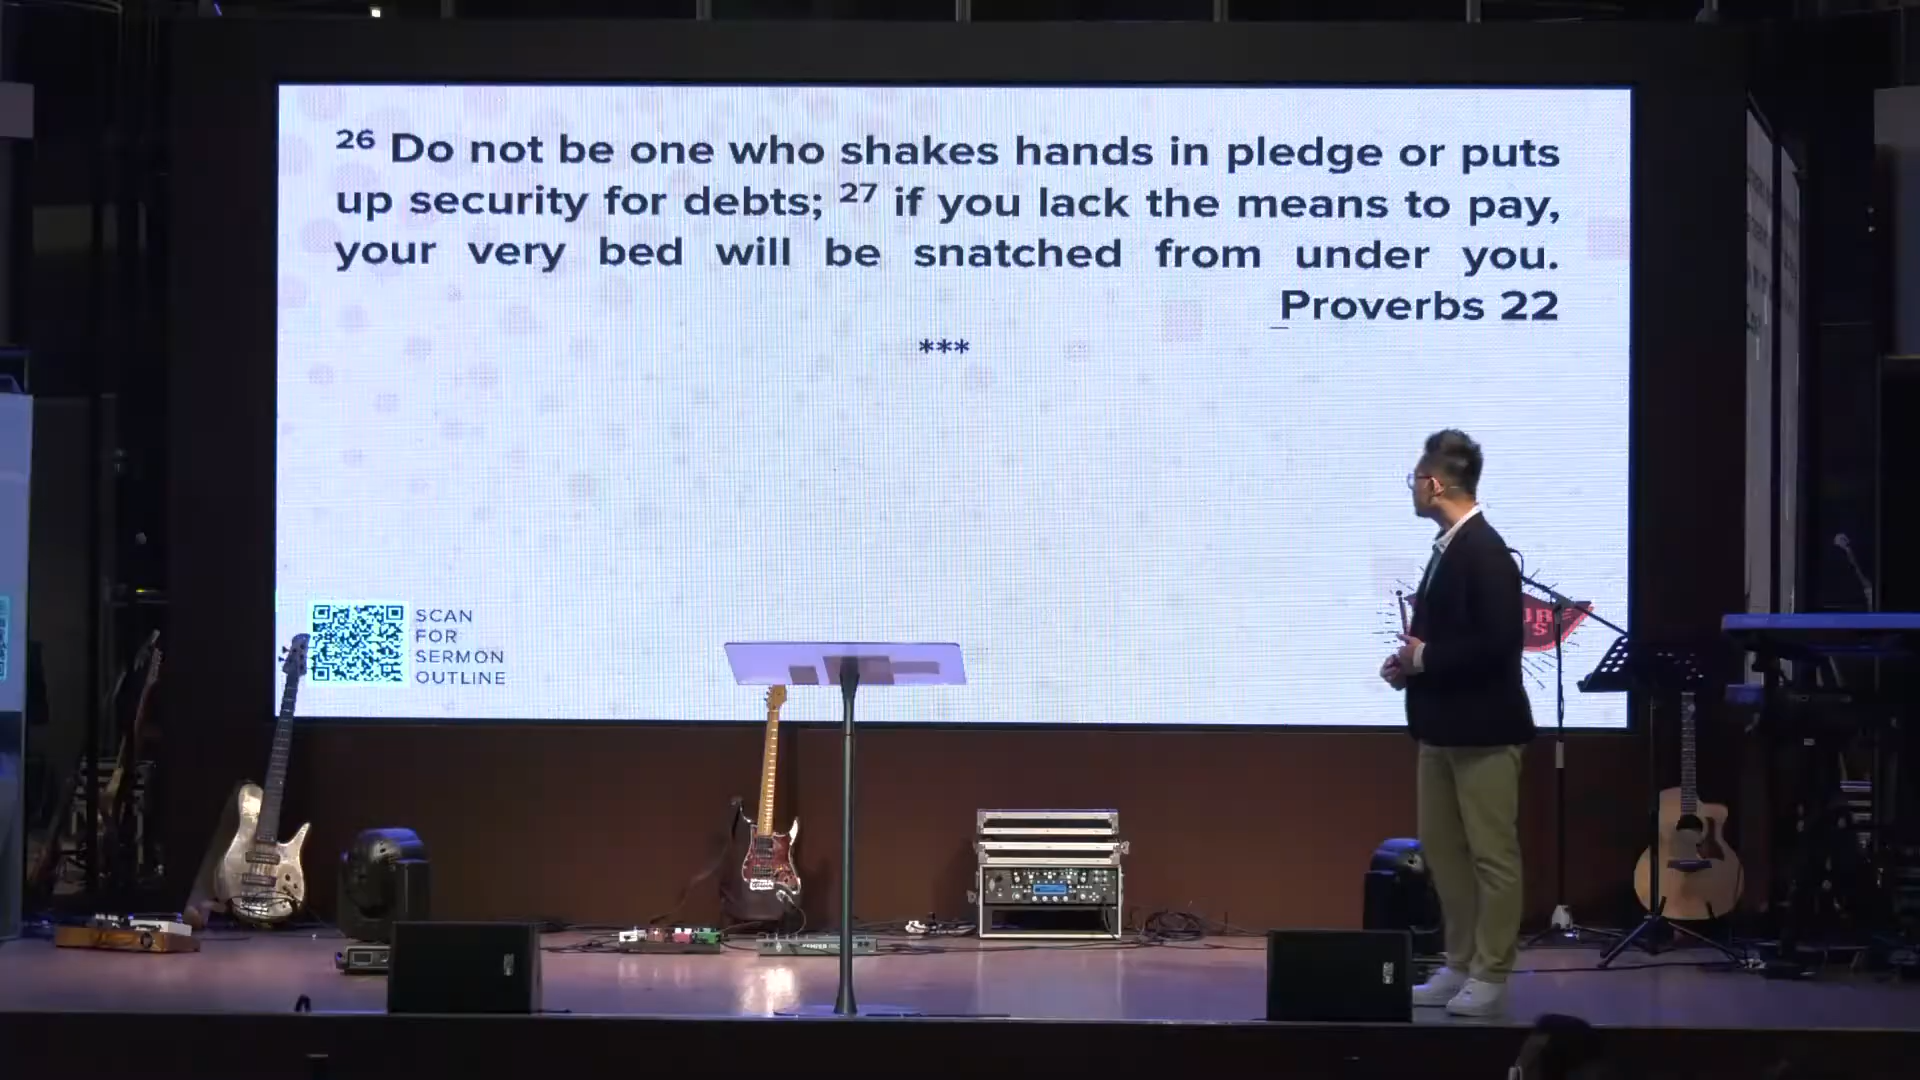 26 Do not be one who shakes hands in pledge or puts
up security for debts; 27 if you lack the means to pay,
your very bed will be snatched from under you.
Proverbs 22
***
SCAN
FOR
SERMON
OUTLINE